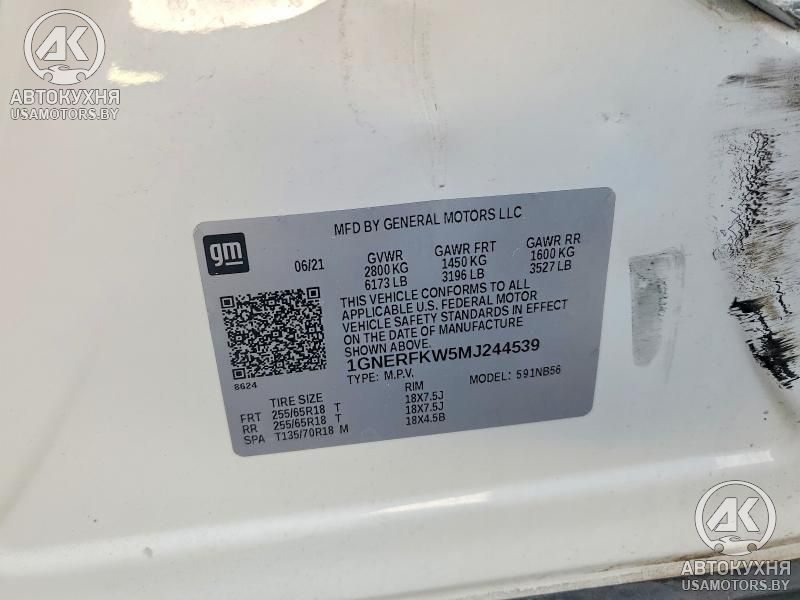 AK
АВТОКУХНЯ
USAMOTORS.BY
MFD BY GENERAL MOTORS LLC
gm
06/21 GVWR GAWR FRT GAWR RR
2800 KG 1450 KG 1600 KG
6173 LB 3196 LB 3527 LB
THIS VEHICLE CONFORMS TO ALL
APPLICABLE U.S. FEDERAL MOTOR
VEHICLE SAFETY STANDARDS IN EFFECT
ON THE DATE OF MANUFACTURE
SHOWN ABOVE.
1GNERFKW5MJ244539
8624
TYPE: M.P.V. MODEL: 591NB56
TIRE SIZE RIM
FRT 255/65R18 T 18X7.5J
RR 255/65R18 T 18X7.5J
SPA T135/70R18 M 18X4.5B
AK
АВТОКУХНЯ
USAMOTORS.BY